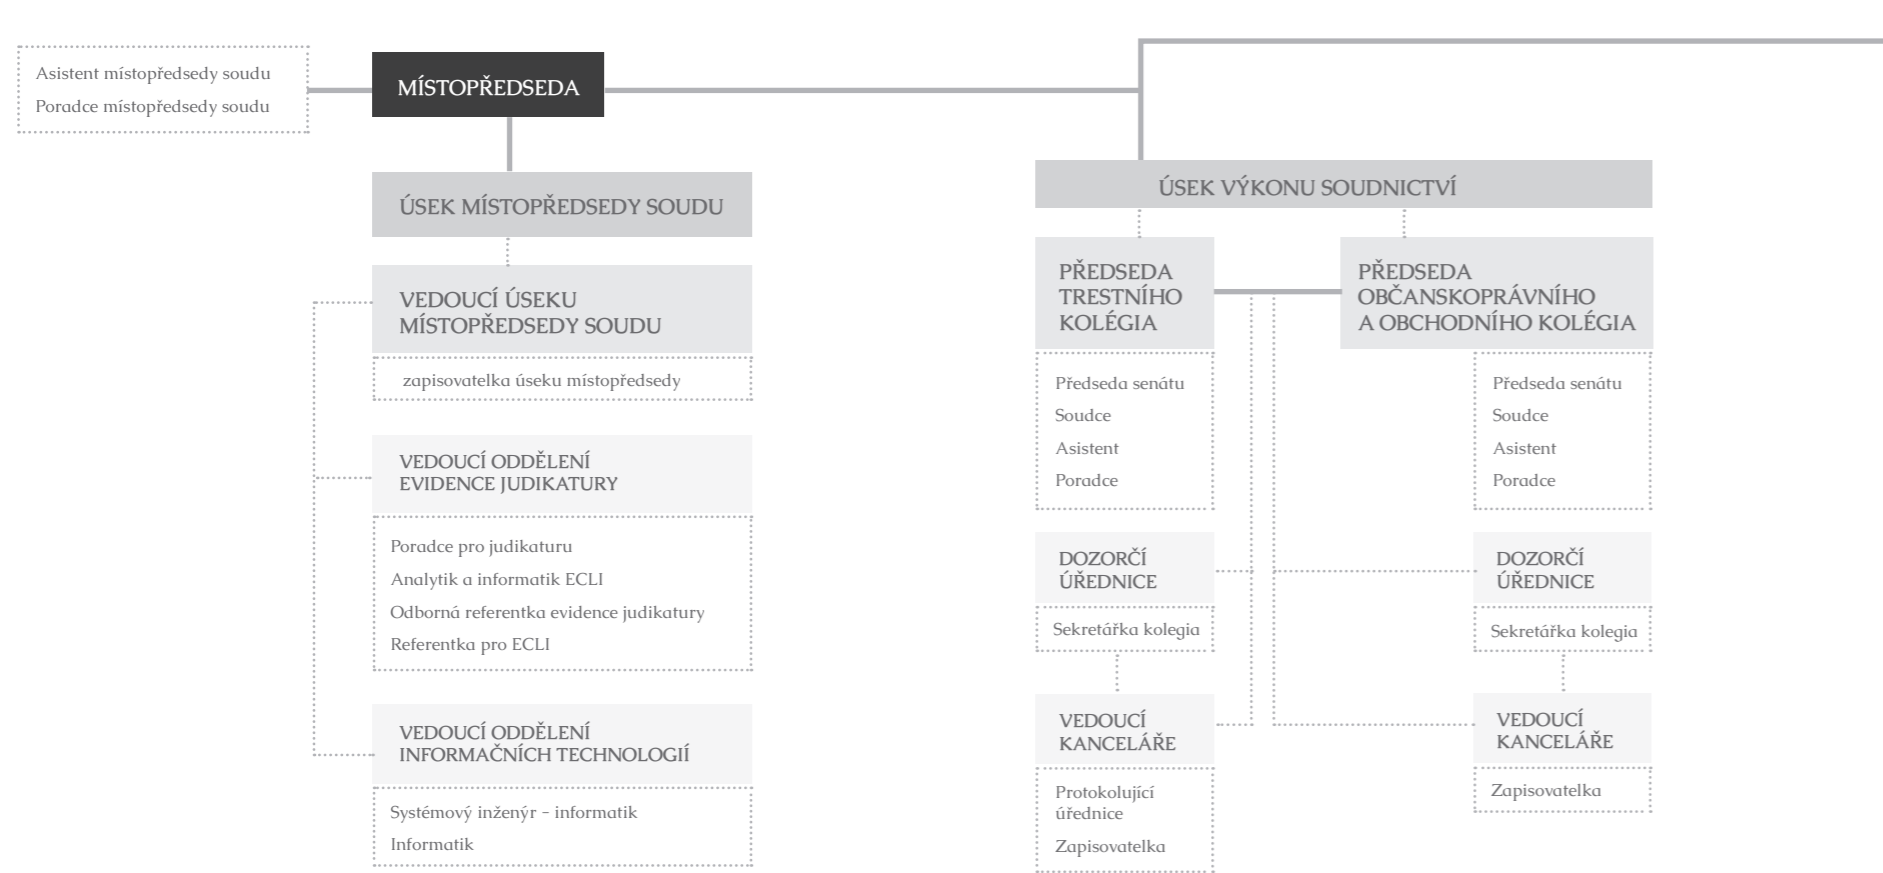 Asistent místopředsedy soudu
Poradce místopředsedy soudu
MÍSTOPŘEDSEDA
ÚSEK MÍSTOPŘEDSEDY SOUDU
VEDOUCÍ ÚSEKU
MÍSTOPŘEDSEDY SOUDU
zapisovatelka úseku místopředsedy
VEDOUCÍ ODDĚLENÍ
EVIDENCE JUDIKATURY
Poradce pro judikaturu
Analytik a informatik ECLI
Odborná referentka evidence judikatury
Referentka pro ECLI
VEDOUCÍ ODDĚLENÍ
INFORMAČNÍCH TECHNOLOGIÍ
Systémový inženýr - informatik
Informatik
ÚSEK VÝKONU SOUDNICTVÍ
PŘEDSEDA
TRESTNÍHO
KOLÉGIA
Předseda senátu
Soudce
Asistent
Poradce
DOZORČÍ
ÚŘEDNICE
Sekretářka kolegia
VEDOUCÍ
KANCELÁŘE
Protokolující
úřednice
Zapisovatelka
PŘEDSEDA
OBČANSKOPRÁVNÍHO
A OBCHODNÍHO KOLÉGIA
Předseda senátu
Soudce
Asistent
Poradce
DOZORČÍ
ÚŘEDNICE
Sekretářka kolegia
VEDOUCÍ
KANCELÁŘE
Zapisovatelka